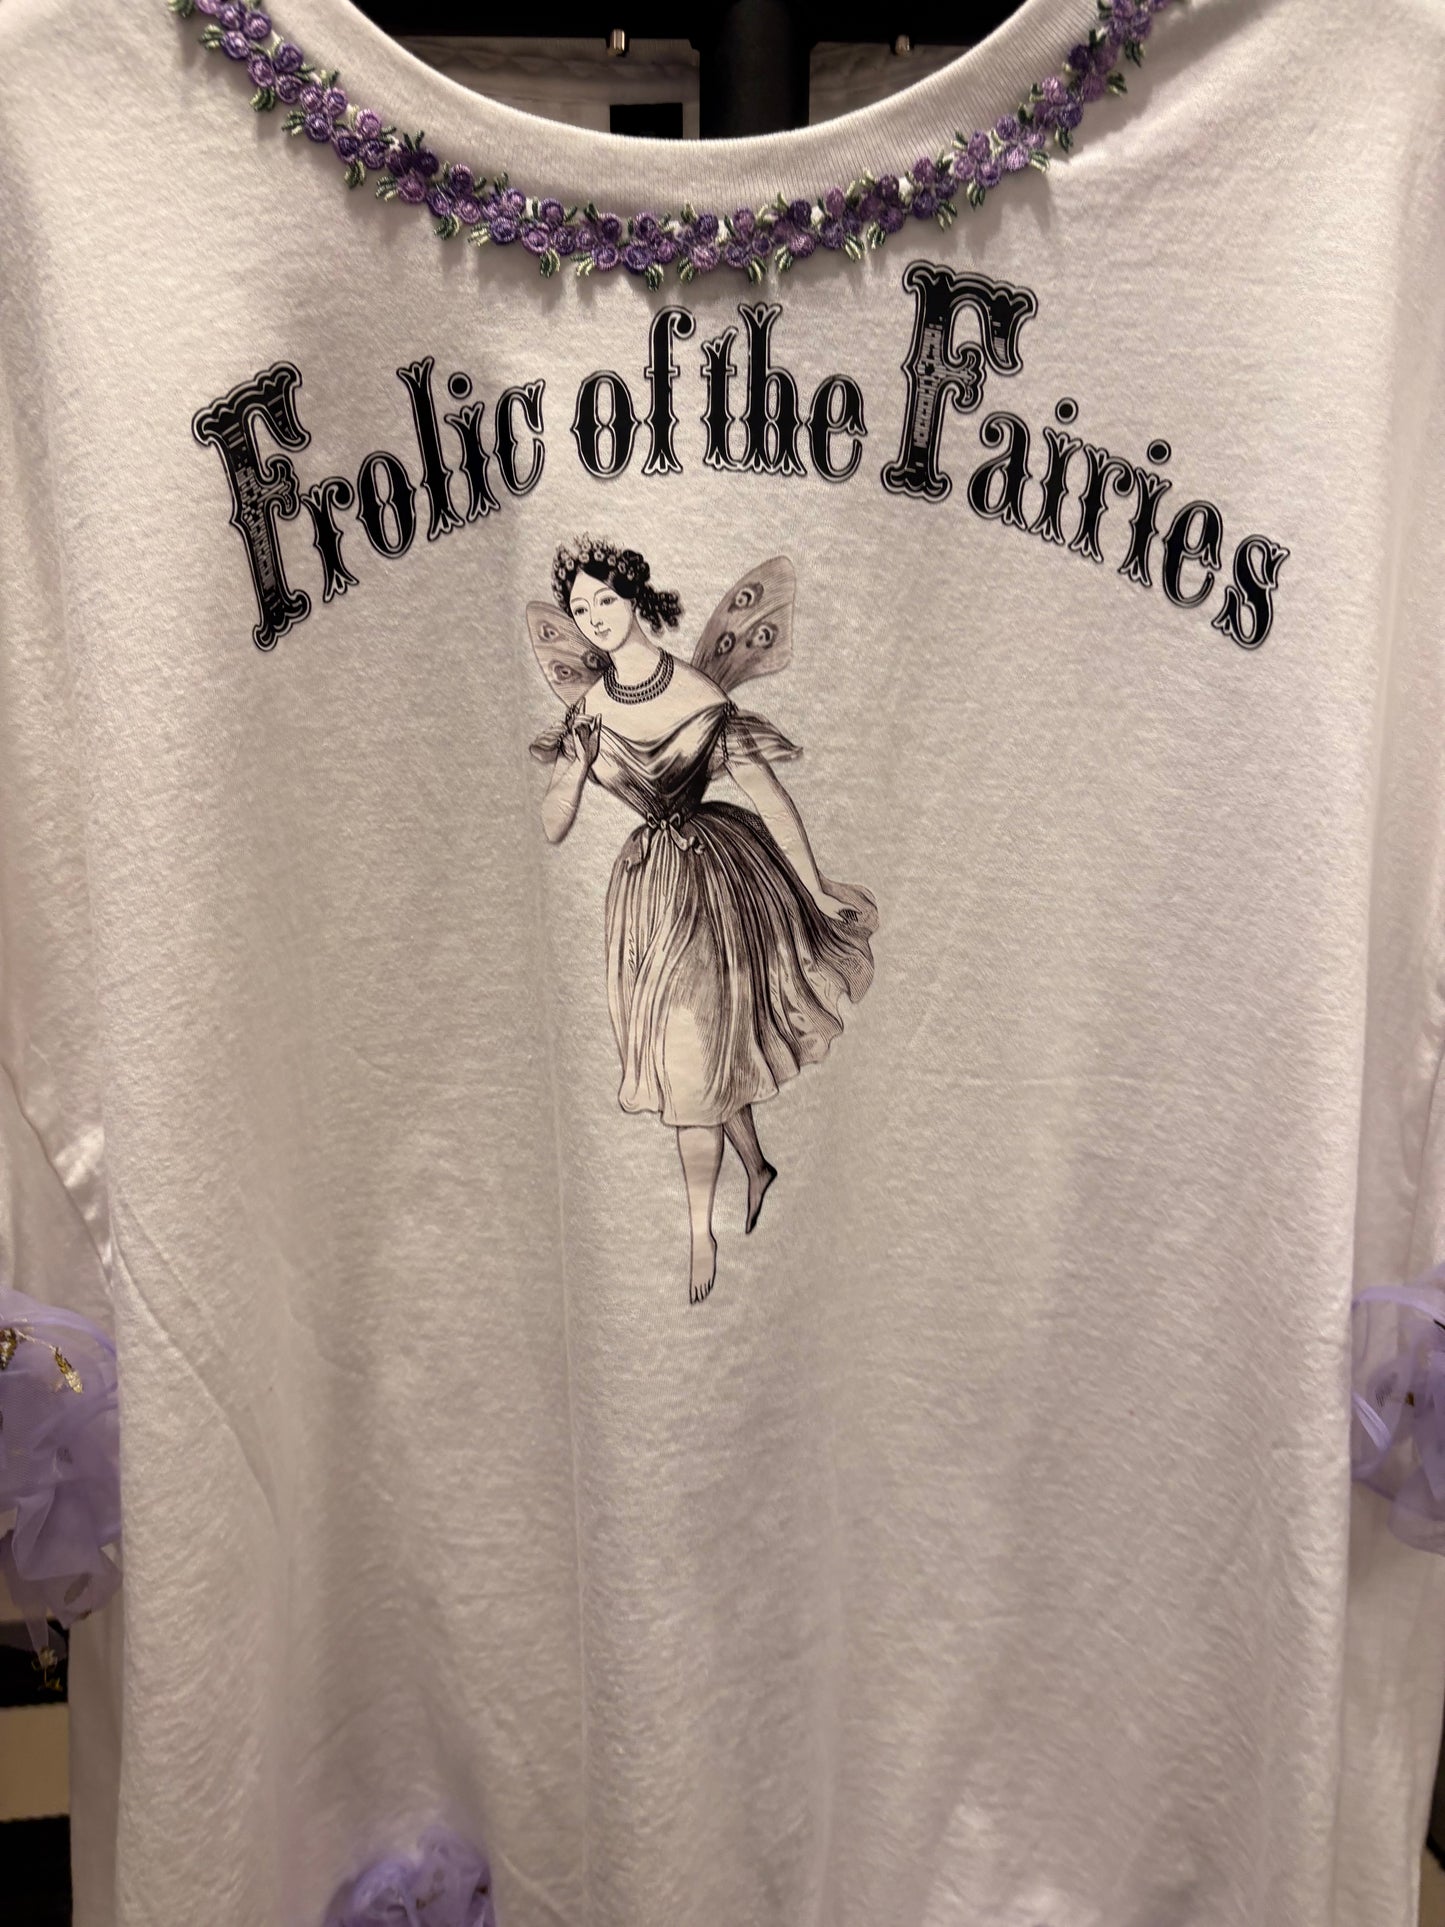 Frolic of the Fairies